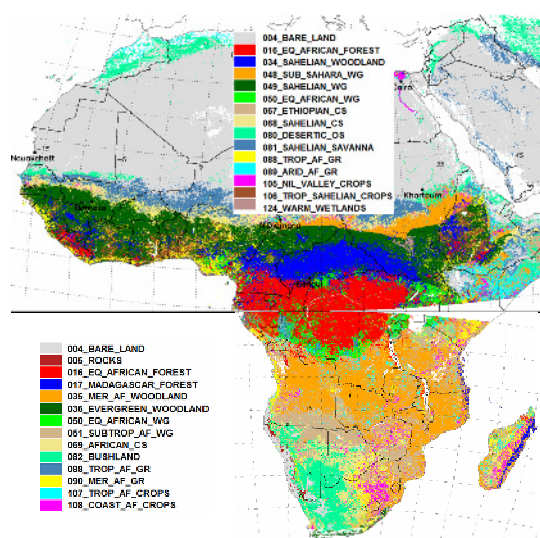 004_BARE_LAND
016_EQ_AFRICAN_FOREST
034_SAHELIAN_WOODLAND
048_SUB_SAHARA_WG
049_SAHELIAN_WG
050_EQ_AFRICAN_WG
067_ETHIOPIAN_CS
068_SAHELIAN_CS
080_DESERTIC_OS
081_SAHELIAN_SAVANNA
088_TROP_AF_GR
089_ARID_AF_GR
105_NIL_VALLEY_CROPS
106_TROP_SAHELIAN_CROPS
124_WARM_WETLANDS
Nouakchott
Khartoum
Bangui
004_BARE_LAND
006_ROCKS
016_EQ_AFRICAN_FOREST
017_MADAGASCAR_FOREST
035_MER_AF_WOODLAND
036_EVERGREEN_WOODLAND
050_EQ_AFRICAN_WG
051_SUBTROP_AF_WG
069_AFRICAN_CS
082_BUSHLAND
088_TROP_AF_GR
090_MER_AF_GR
107_TROP_AF_CROPS
108_COAST_AF_CROPS